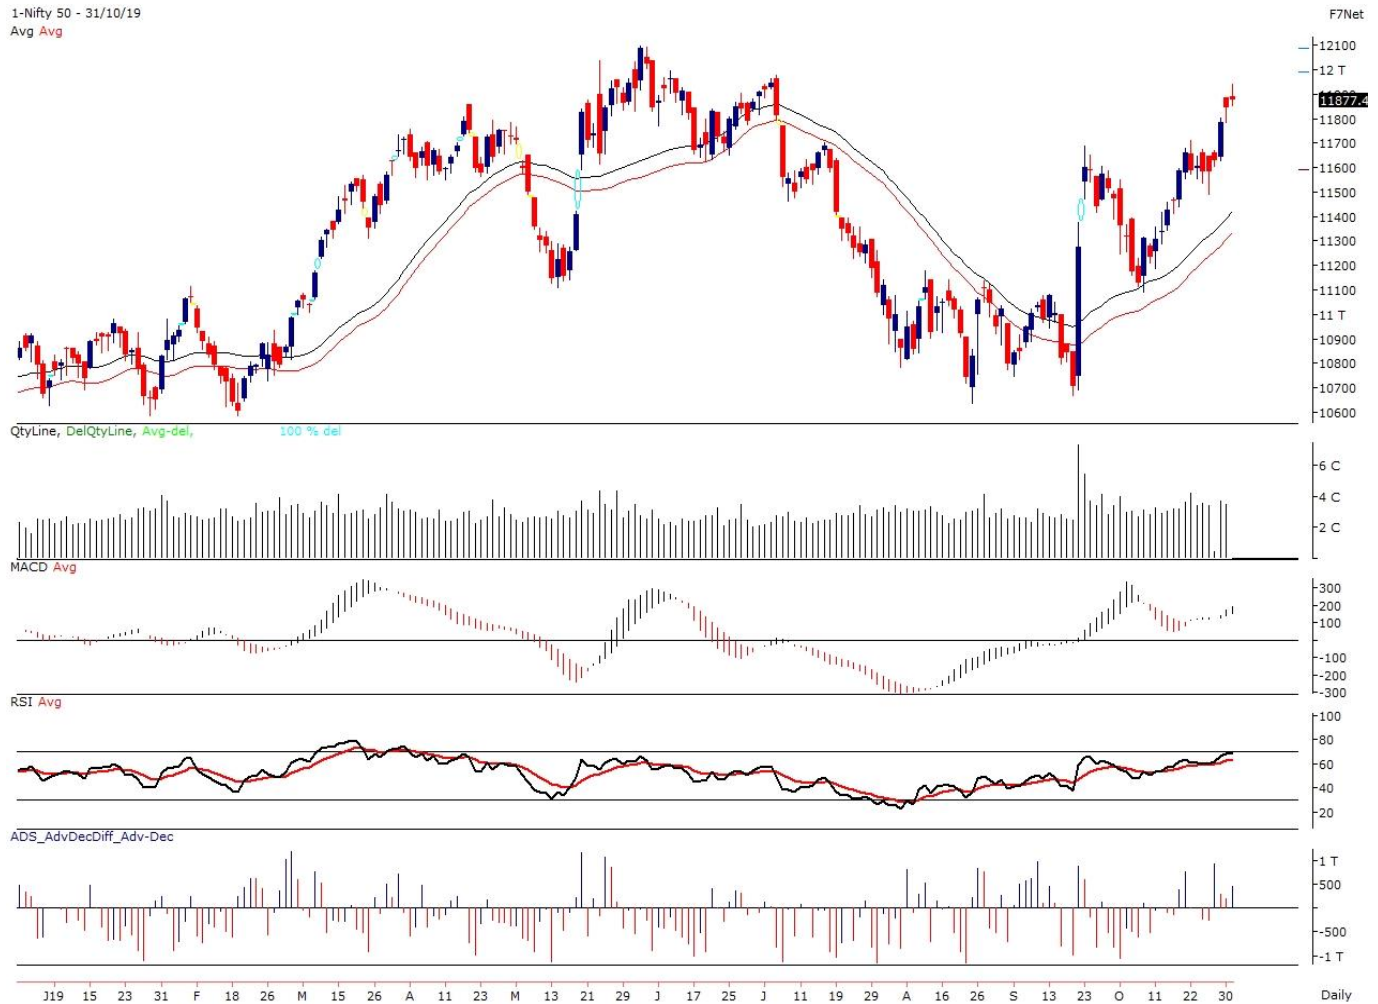 1-Nifty 50 - 31/10/19
F7Net
Avg Avg
12100
12 T
11877.4
11800
11700
11600
11500
11400
11300
11200
11100
11 T
10900
10800
10700
10600
QtyLine, DelQtyLine, Avg-del, 100 % del
6 C
4 C
2 C
MACD Avg
300
200
100
-100
-200
-300
RSI Avg
100
80
60
40
20
ADS_AdvDecDiff_Adv-Dec
1 T
500
-500
-1 T
J19 15 23 31 F 18 26 M 15 26 A 11 23 M 13 21 29 J 17 25 J 11 19 29 A 16 26 S 13 23 O 11 22 30 Daily